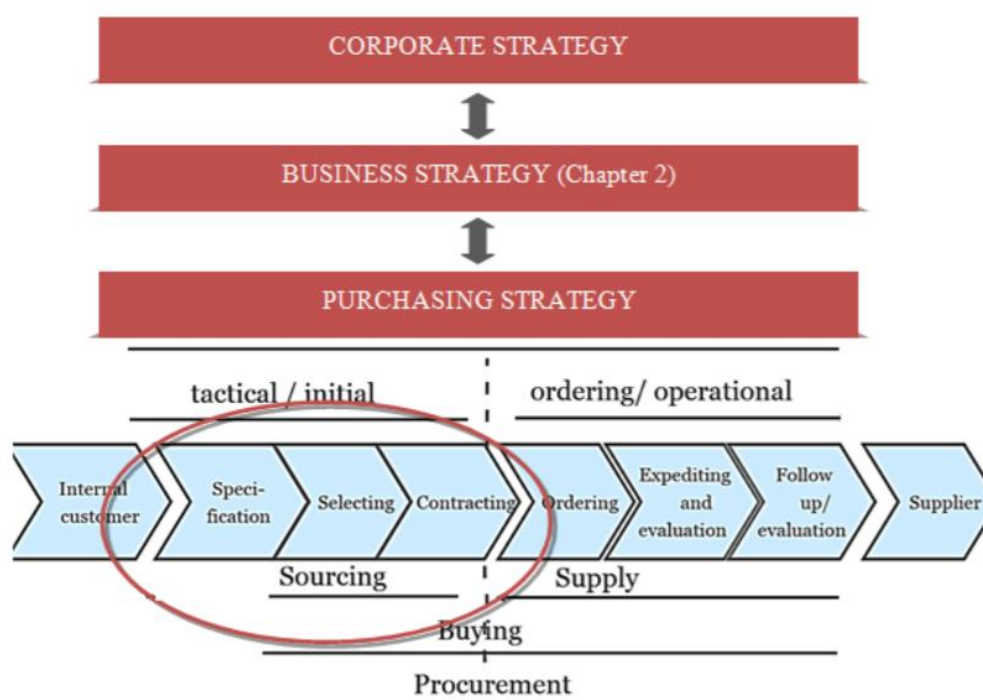 CORPORATE STRATEGY
BUSINESS STRATEGY (Chapter 2)
PURCHASING STRATEGY
tactical / initial
ordering/ operational
Internal
customer
Speci-
fication
Selecting
Contracting
Ordering
Expediting
and
evaluation
Follow
up/
evaluation
Supplier
Sourcing
Supply
Buying
Procurement